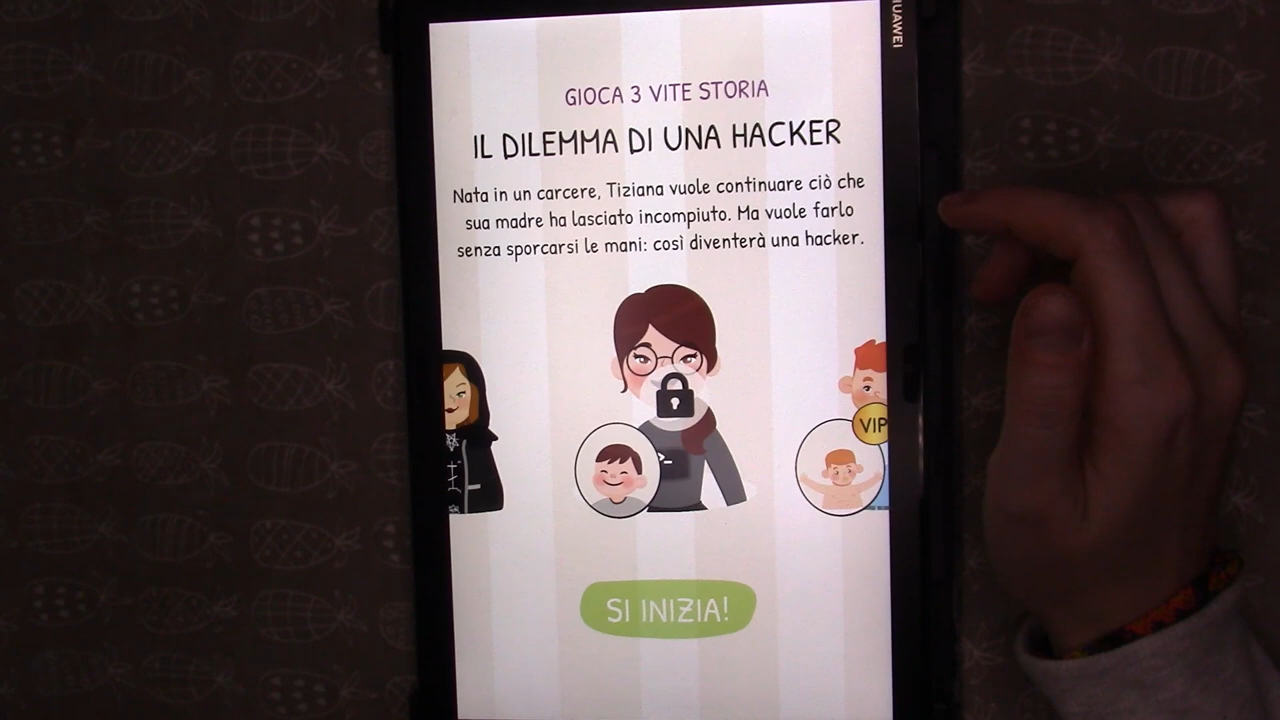 HUAWEI
GIOCA 3 VITE STORIA
IL DILEMMA DI UNA HACKER
Nata in un carcere, Tiziana vuole continuare ciò che
sua madre ha lasciato incompiuto. Ma vuole farlo
senza sporcarsi le mani: così diventerà una hacker.
VIP
>-
SI INIZIA!